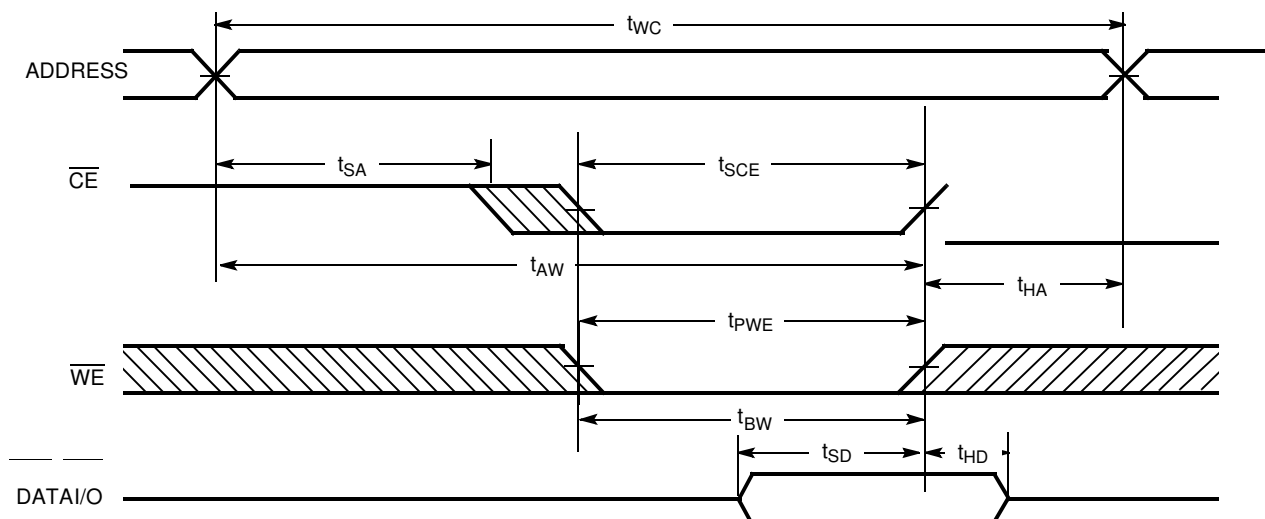 tWC
ADDRESS
tSA
tSCE
CE
tAW
tHA
tPWE
WE
tBW
tSD
tHD
DATAI/O